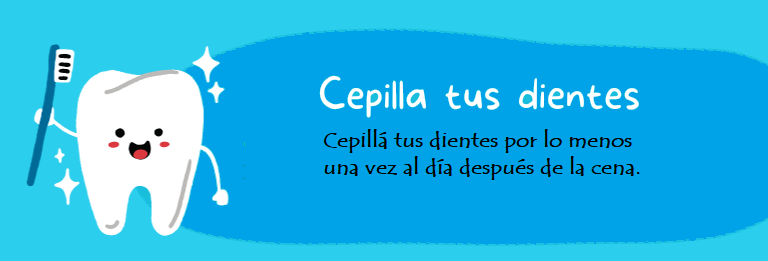 Cepilla tus dientes
Cepillá tus dientes por lo menos
una vez al día después de la cena.